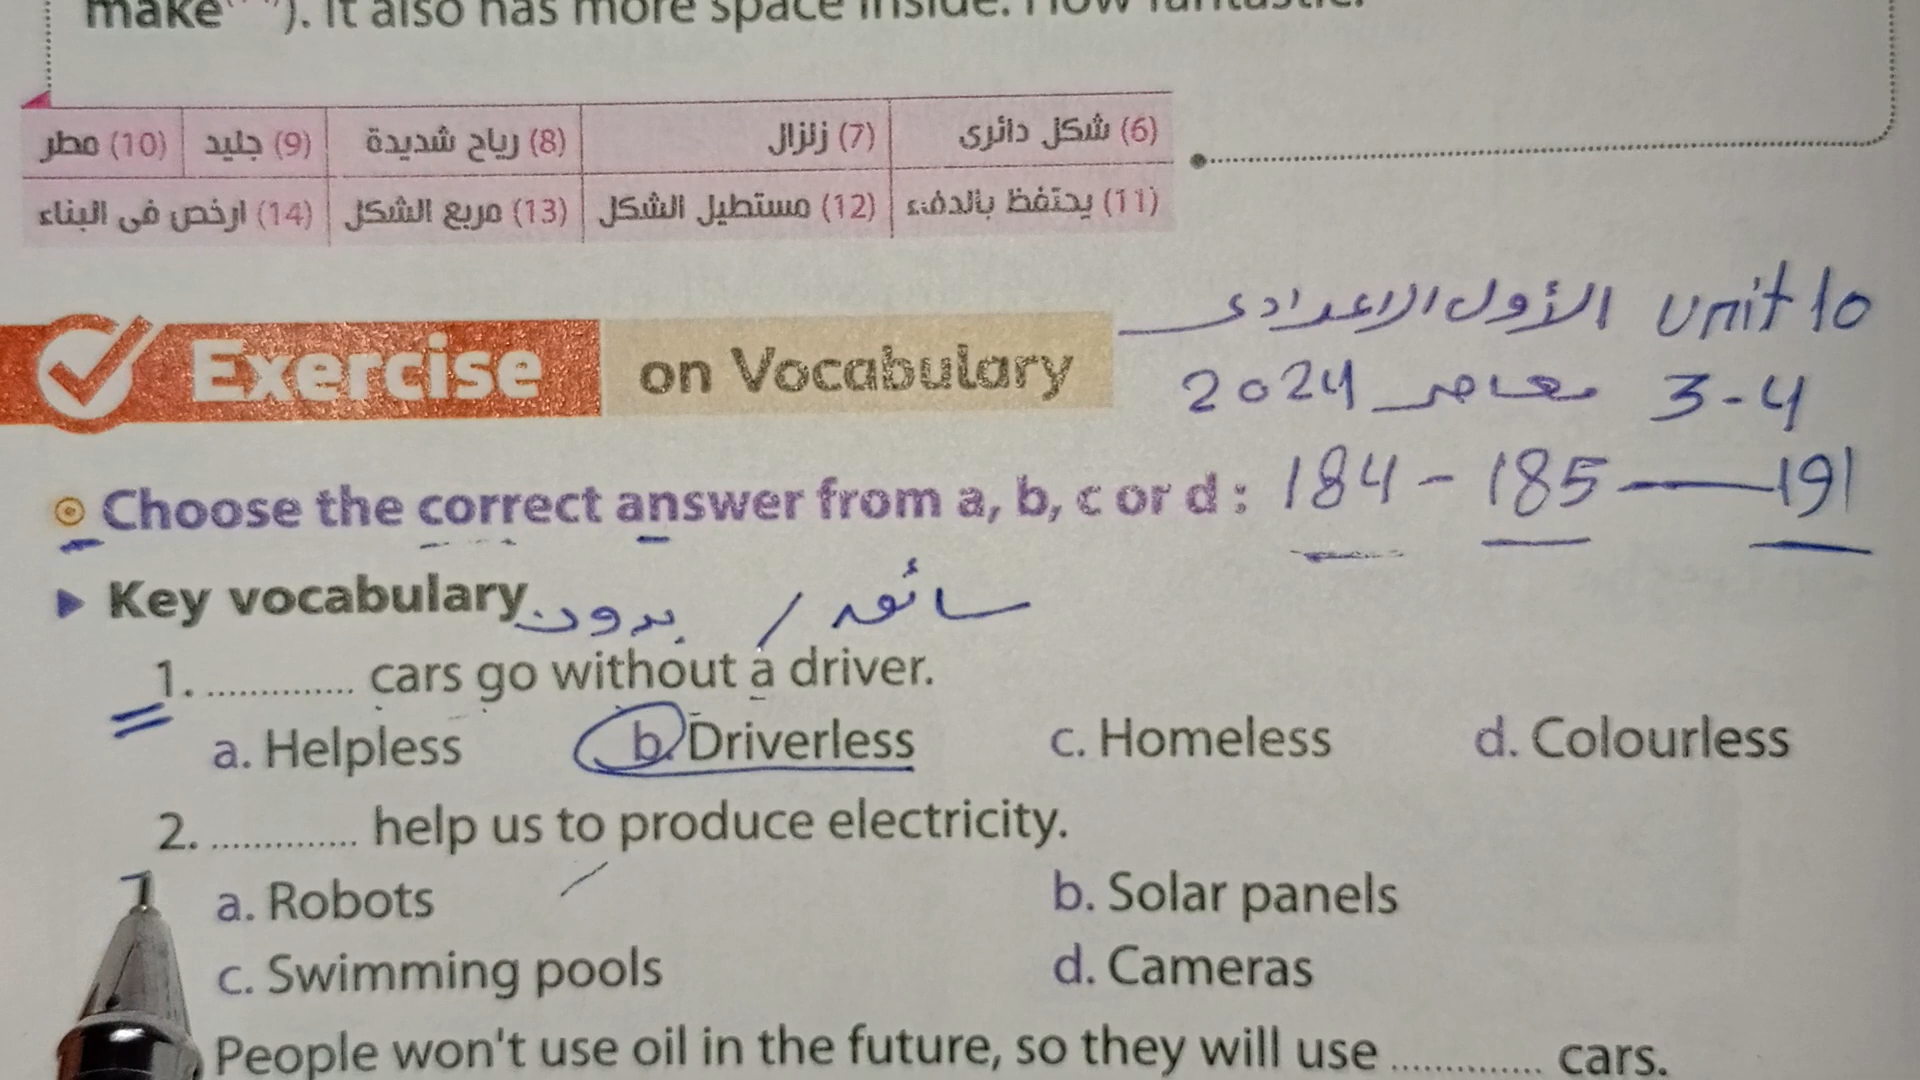 make ). It also has more space inside. How fantastic!
(6) شكل دائرى (7) زلزال (8) رياح شديدة (9) جليد (10) مطر
(11) يحتفظ بالدفء (12) مستطيل الشكل (13) مربع الشكل (14) ارخص فى البناء
الأول الاعدادى Unit 10
Exercise on Vocabulary
2024 معاصر 3-4
Choose the correct answer from a, b, c or d : 184 - 185 — 191
Key vocabulary
بدون / سائق
1. .............. cars go without a driver.
a. Helpless b. Driverless c. Homeless d. Colourless
2. .............. help us to produce electricity.
a. Robots b. Solar panels
c. Swimming pools d. Cameras
People won't use oil in the future, so they will use .............. cars.